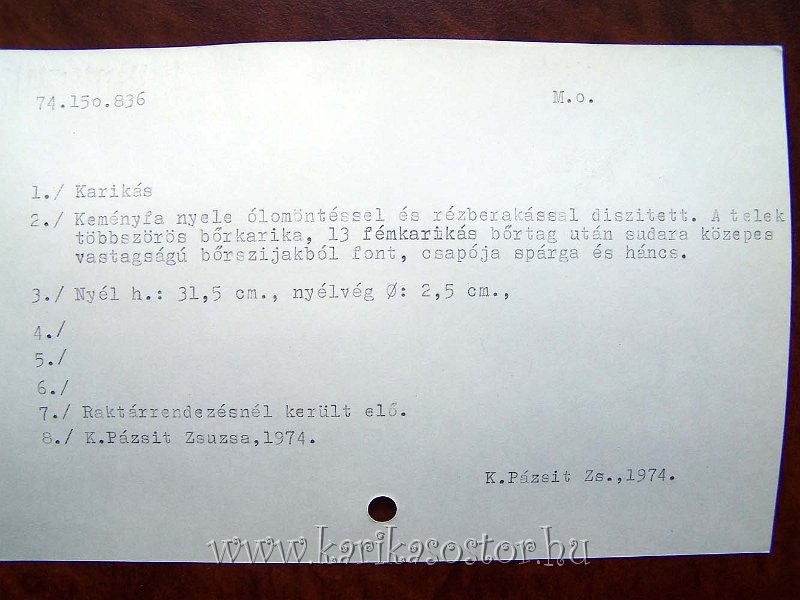 74.15o.836 M.o.
1./ Karikás
2./ Keményfa nyele ólomöntéssel és rézberakással diszitett. A telek
többszörös bőrkarika, 13 fémkarikás bőrtag után sudara közepes
vastagságú bőrszijakból font, csapója spárga és háncs.
3./ Nyél h.: 31,5 cm., nyélvég Ø: 2,5 cm.,
4./
5./
6./
7./ Raktárrendezésnél került elő.
8./ K.Pázsit Zsuzsa,1974.
K.Pázsit Zs.,1974.
www.karikasostor.hu